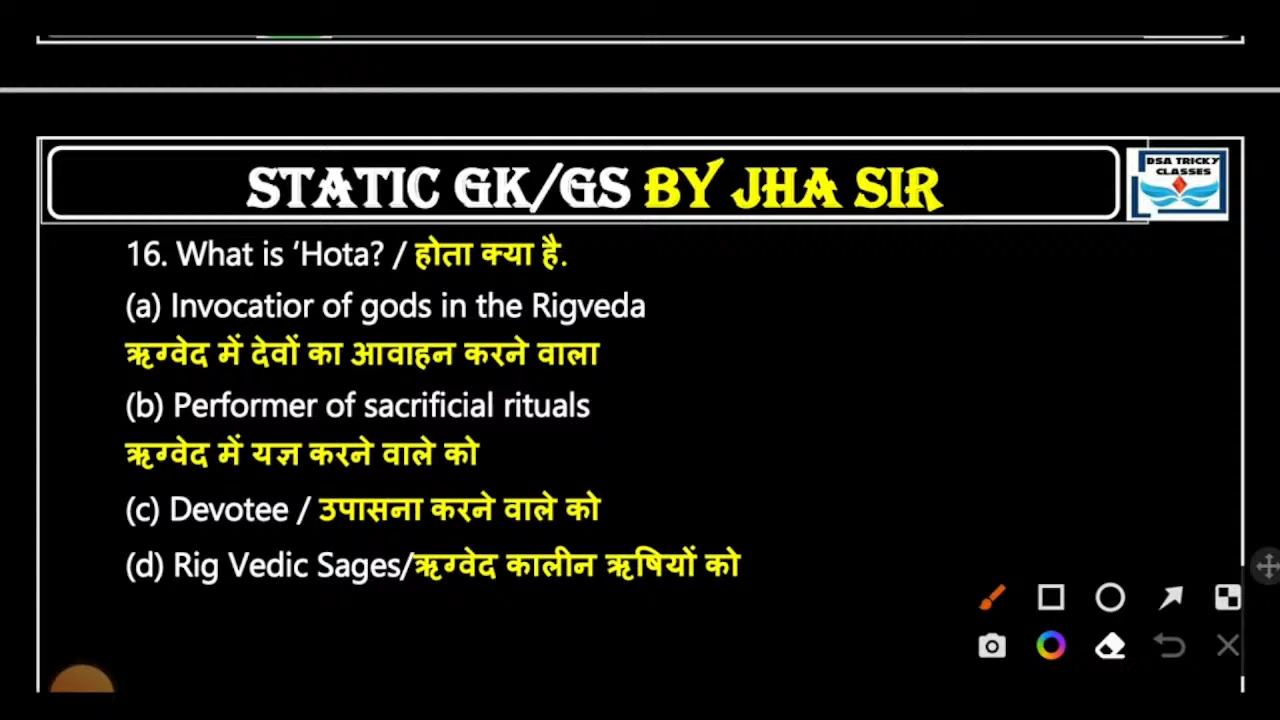 STATIC GK/GS BY JHA SIR
DSA TRICKY
CLASSES
16. What is ‘Hota? / होता क्या है.
(a) Invocatior of gods in the Rigveda
ऋग्वेद में देवों का आवाहन करने वाला
(b) Performer of sacrificial rituals
ऋग्वेद में यज्ञ करने वाले को
(c) Devotee / उपासना करने वाले को
(d) Rig Vedic Sages/ऋग्वेद कालीन ऋषियों को